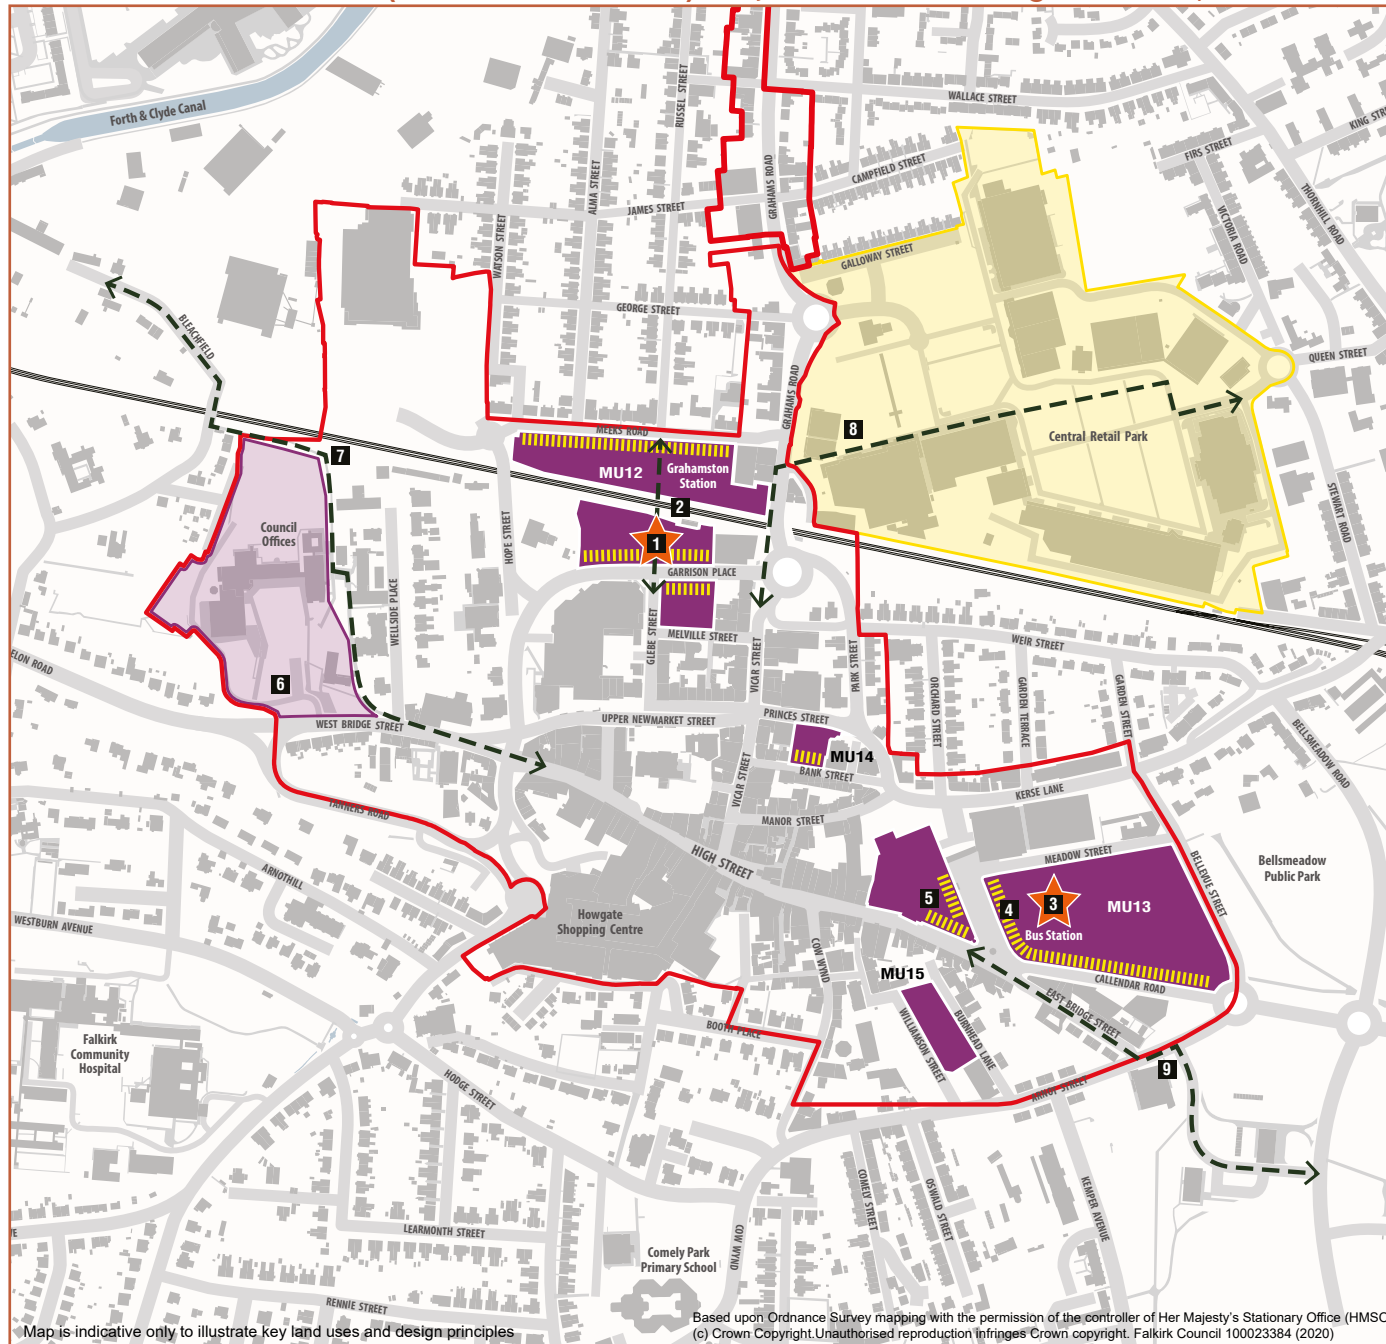 Forth & Clyde Canal
WALLACE STREET
KING STR
FIRS STREET
THORNHILL ROAD
RUSSEL STREET
GRAHAMS ROAD
CAMPFIELD STREET
ALMA STREET
JAMES STREET
VICTORIA ROAD
WATSON STREET
GALLOWAY STREET
GEORGE STREET
BLEACHFIELD
QUEEN STREET
GRAHAMS ROAD
MEEKS ROAD
8
Central Retail Park
7
MU12
Grahamston
Station
2
STEWART ROAD
Council
Offices
HOPE STREET
1
GARRISON PLACE
WELLSIDE PLACE
GLEBE STREET
MELVILLE STREET
VICAR STREET
PARK STREET
WEIR STREET
ELON ROAD
6
ORCHARD STREET
GARDEN TERRACE
GARDEN STREET
WEST BRIDGE STREET
UPPER NEWMARKET STREET
PRINCES STREET
BELLSMEADOW ROAD
MU14
BANK STREET
VICAR STREET
KERSE LANE
TANKERS ROAD
MANOR STREET
HIGH STREET
MEADOW STREET
BELLEVUE STREET
Bellsmeadow
Public Park
ARNOTHILL
5
4
3
MU13
Bus Station
WESTBURN AVENUE
Howgate
Shopping Centre
COW WYND
MU15
CALLENDAR ROAD
EAST BRIDGE STREET
BOOTH PLACE
WILLIAMSON STREET
BURNHEAD LANE
Falkirk
Community
Hospital
9
HODGE STREET
ARNOT STREET
COMELY STREET
OSWALD STREET
KEMPER AVENUE
LEARMONTH STREET
COW WYND
Comely Park
Primary School
RENNIE STREET
Map is indicative only to illustrate key land uses and design principles
Based upon Ordnance Survey mapping with the permission of the controller of Her Majesty's Stationary Office (HMSO
(c) Crown Copyright.Unauthorised reproduction infringes Crown copyright. Falkirk Council 100023384 (2020)